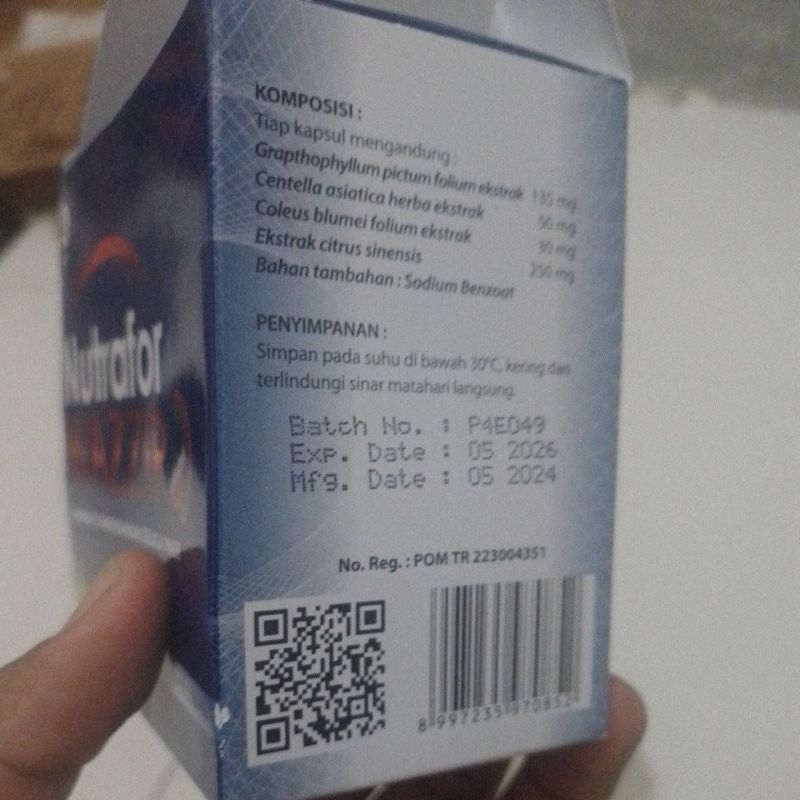 KOMPOSISI :
Tiap kapsul mengandung :
Grapthophyllum pictum folium ekstrak 135 mg
Centella asiatica herba ekstrak 50 mg
Coleus blumei folium ekstrak 30 mg
Ekstrak citrus sinensis 250 mg
Bahan tambahan : Sodium Benzoat
PENYIMPANAN :
Simpan pada suhu di bawah 30°C, kering dan
terlindungi sinar matahari langsung.
Batch No. : P4E049
Exp. Date : 05 2026
Mfg. Date : 05 2024
No. Reg. : POM TR 223004351
8 997235 970852
Nutrafor